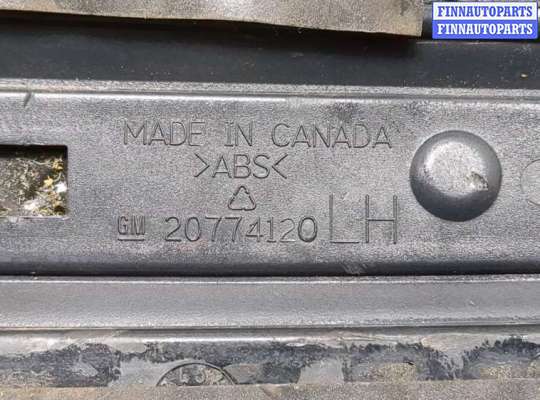 FINNAUTOPARTS
FINNAUTOPARTS
MADE IN CANADA
>ABS<
GM 20774120 LH